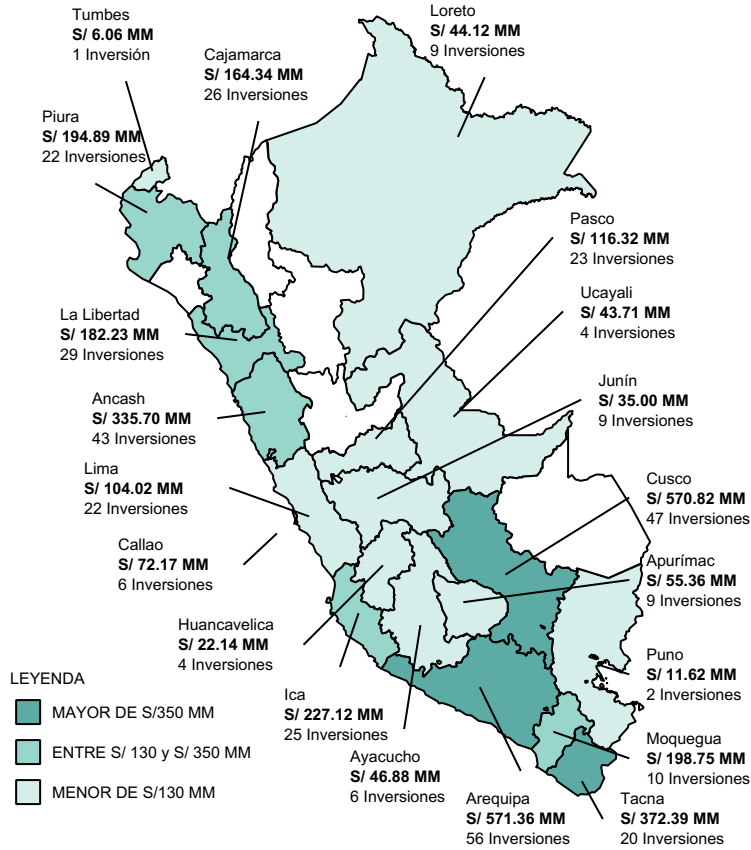 Tumbes
S/ 6.06 MM
1 Inversión
Cajamarca
S/ 164.34 MM
26 Inversiones
Loreto
S/ 44.12 MM
9 Inversiones
Piura
S/ 194.89 MM
22 Inversiones
Pasco
S/ 116.32 MM
23 Inversiones
Ucayali
S/ 43.71 MM
4 Inversiones
La Libertad
S/ 182.23 MM
29 Inversiones
Junín
S/ 35.00 MM
9 Inversiones
Ancash
S/ 335.70 MM
43 Inversiones
Lima
S/ 104.02 MM
22 Inversiones
Cusco
S/ 570.82 MM
47 Inversiones
Callao
S/ 72.17 MM
6 Inversiones
Apurímac
S/ 55.36 MM
9 Inversiones
Huancavelica
S/ 22.14 MM
4 Inversiones
Puno
S/ 11.62 MM
2 Inversiones
LEYENDA
MAYOR DE S/350 MM
ENTRE S/ 130 y S/ 350 MM
MENOR DE S/130 MM
Ica
S/ 227.12 MM
25 Inversiones
Ayacucho
S/ 46.88 MM
6 Inversiones
Moquegua
S/ 198.75 MM
10 Inversiones
Arequipa
S/ 571.36 MM
56 Inversiones
Tacna
S/ 372.39 MM
20 Inversiones